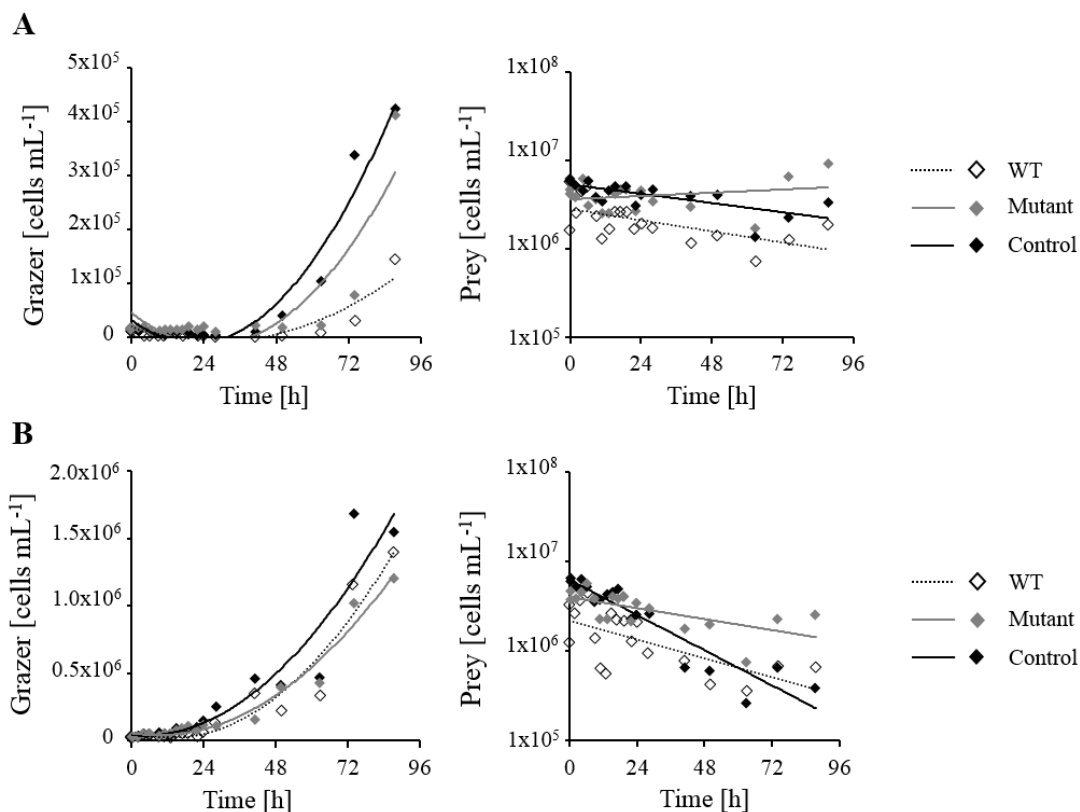 A
Grazer [cells mL⁻¹]
5x10⁵
4x10⁵
3x10⁵
2x10⁵
1x10⁵
0
0 24 48 72 96
Time [h]
Prey [cells mL⁻¹]
1x10⁸
1x10⁷
1x10⁶
1x10⁵
0 24 48 72 96
Time [h]
WT
Mutant
Control
B
Grazer [cells mL⁻¹]
2.0x10⁶
1.5x10⁶
1.0x10⁶
0.5x10⁶
0
0 24 48 72 96
Time [h]
Prey [cells mL⁻¹]
1x10⁸
1x10⁷
1x10⁶
1x10⁵
0 24 48 72 96
Time [h]
WT
Mutant
Control